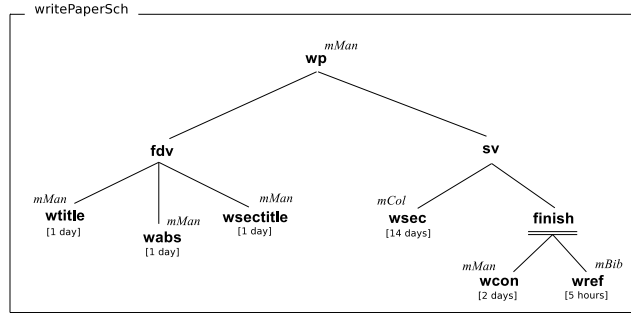 writePaperSch
mMan
wp
fdv
sv
mMan
wtitle
[1 day]
mMan
wabs
[1 day]
mMan
wsectitle
[1 day]
mCol
wsec
[14 days]
finish
mMan
wcon
[2 days]
mBib
wref
[5 hours]